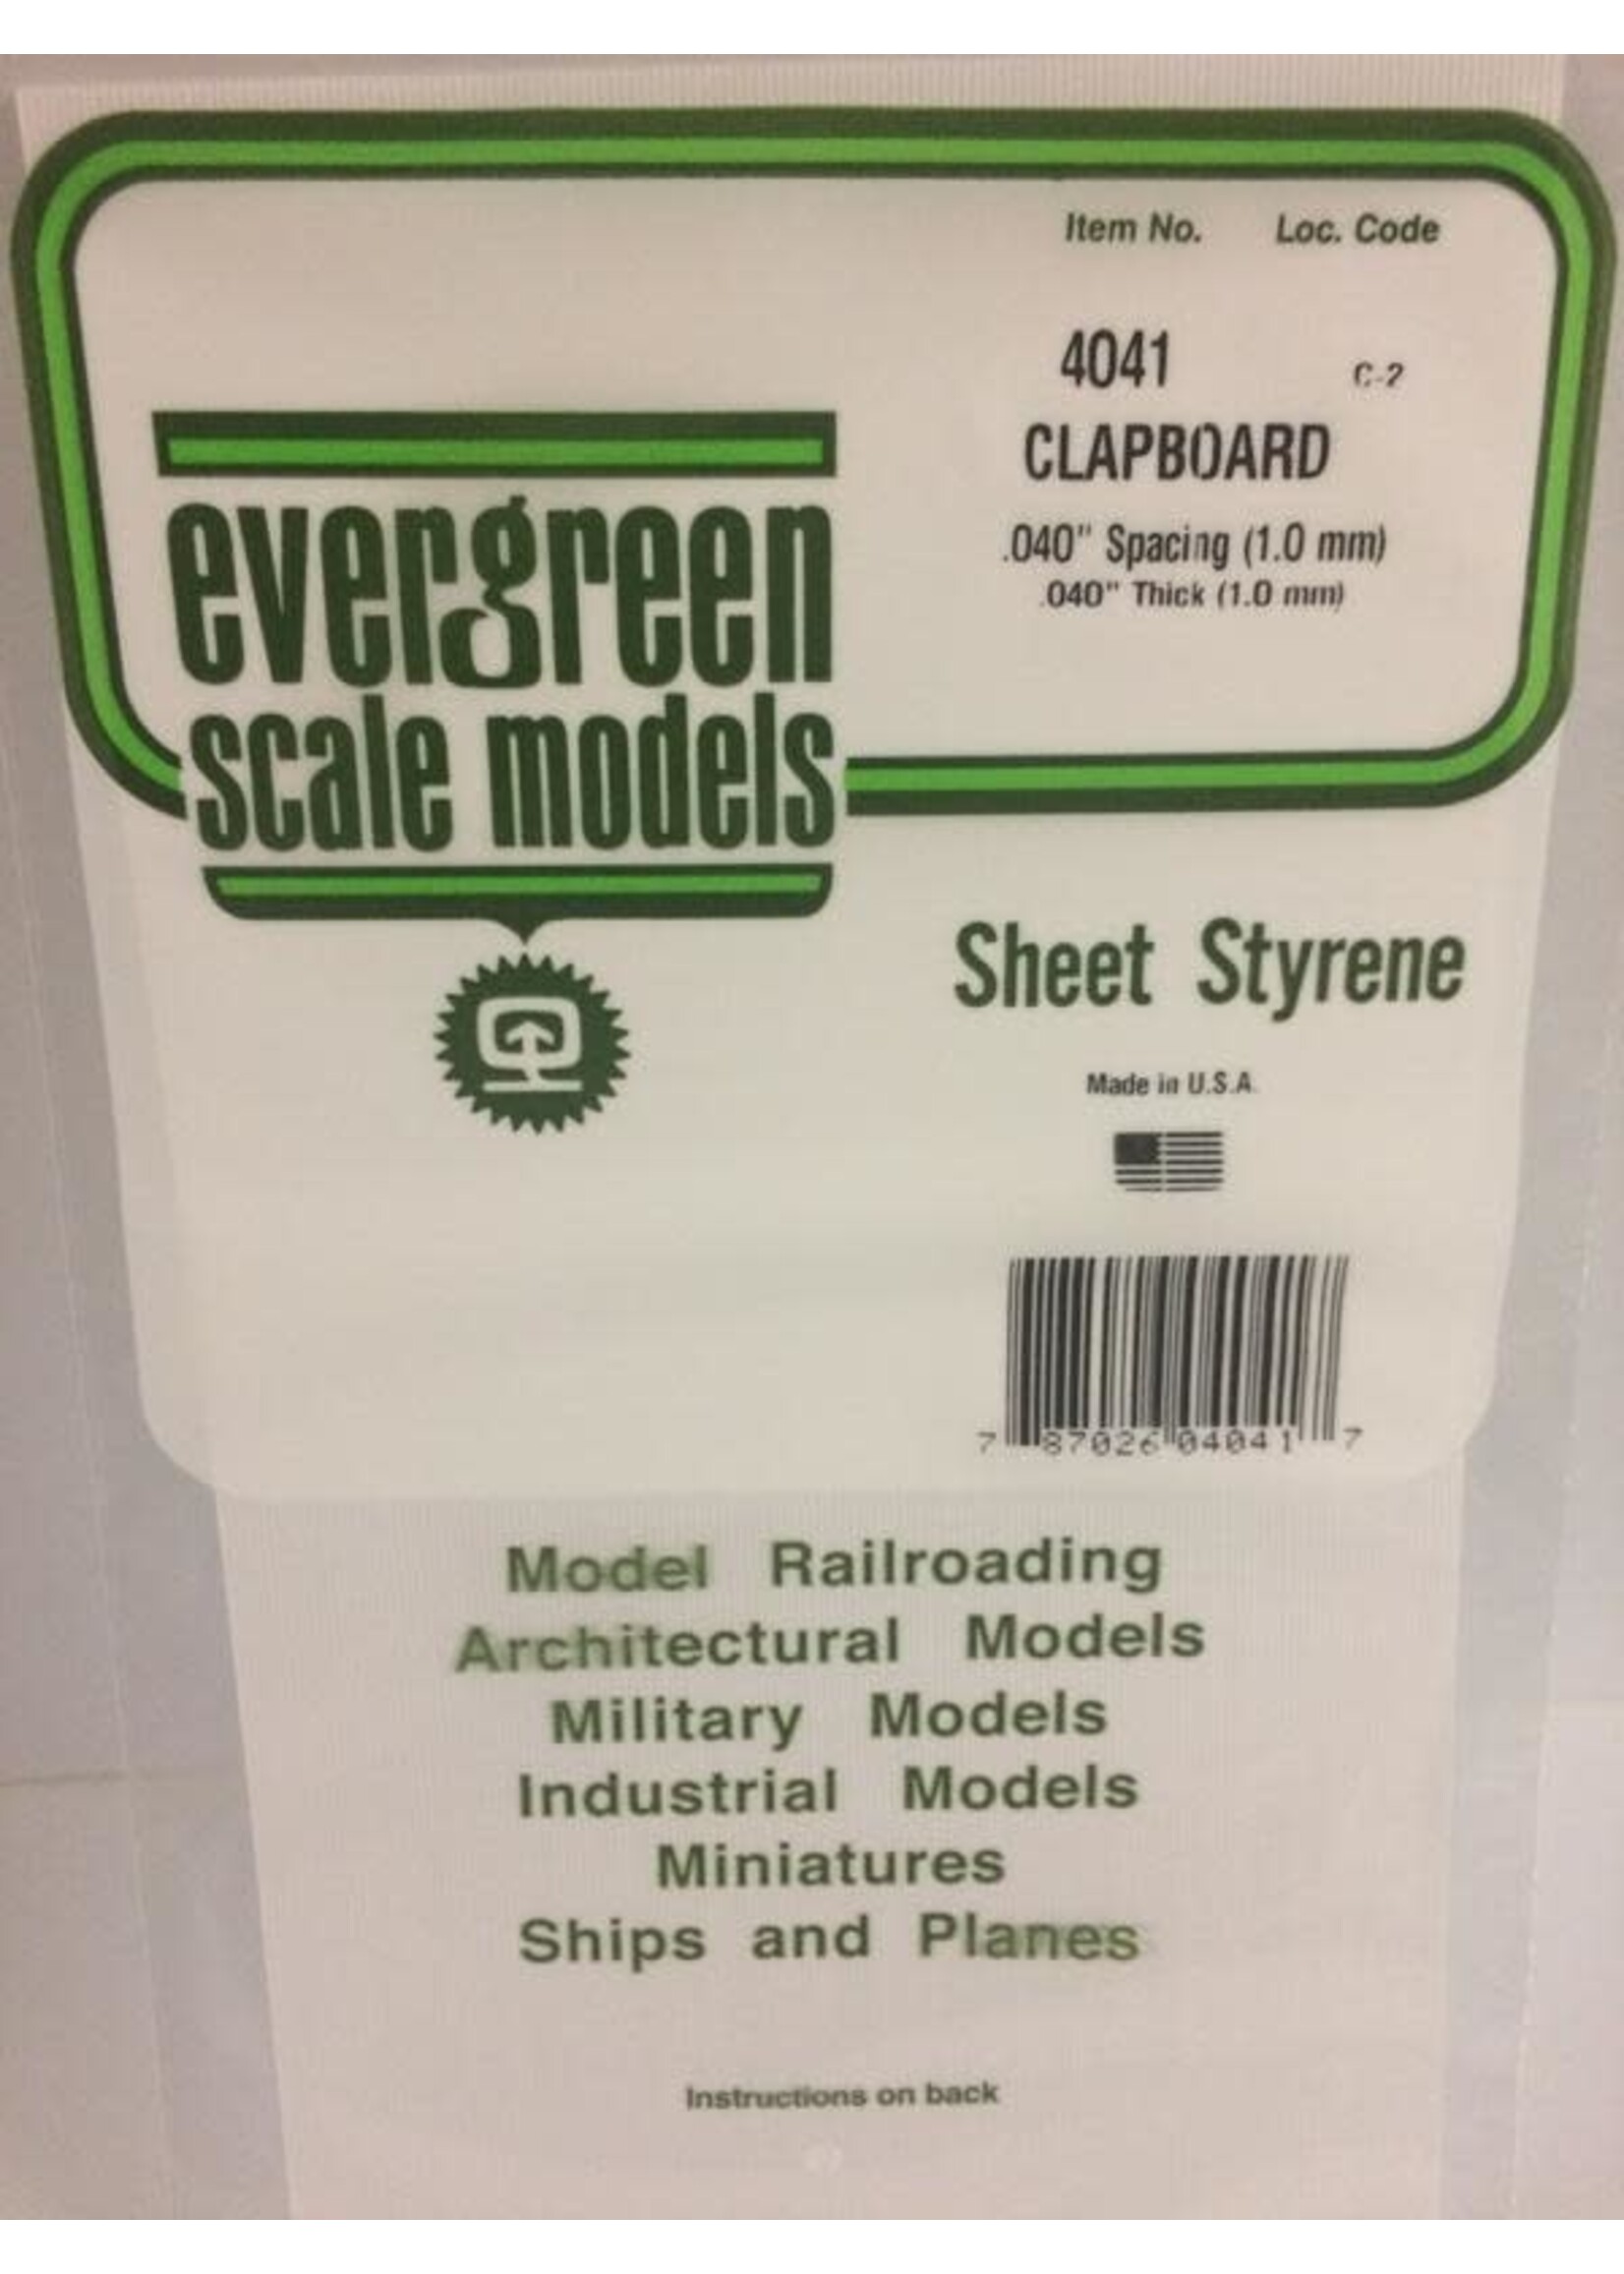 Item No. Loc. Code
4041 C-2
CLAPBOARD
.040" Spacing (1.0 mm)
.040" Thick (1.0 mm)
evergreen
scale models
Sheet Styrene
Made in U.S.A.
7 87026 04041 7
Model Railroading
Architectural Models
Military Models
Industrial Models
Miniatures
Ships and Planes
Instructions on back